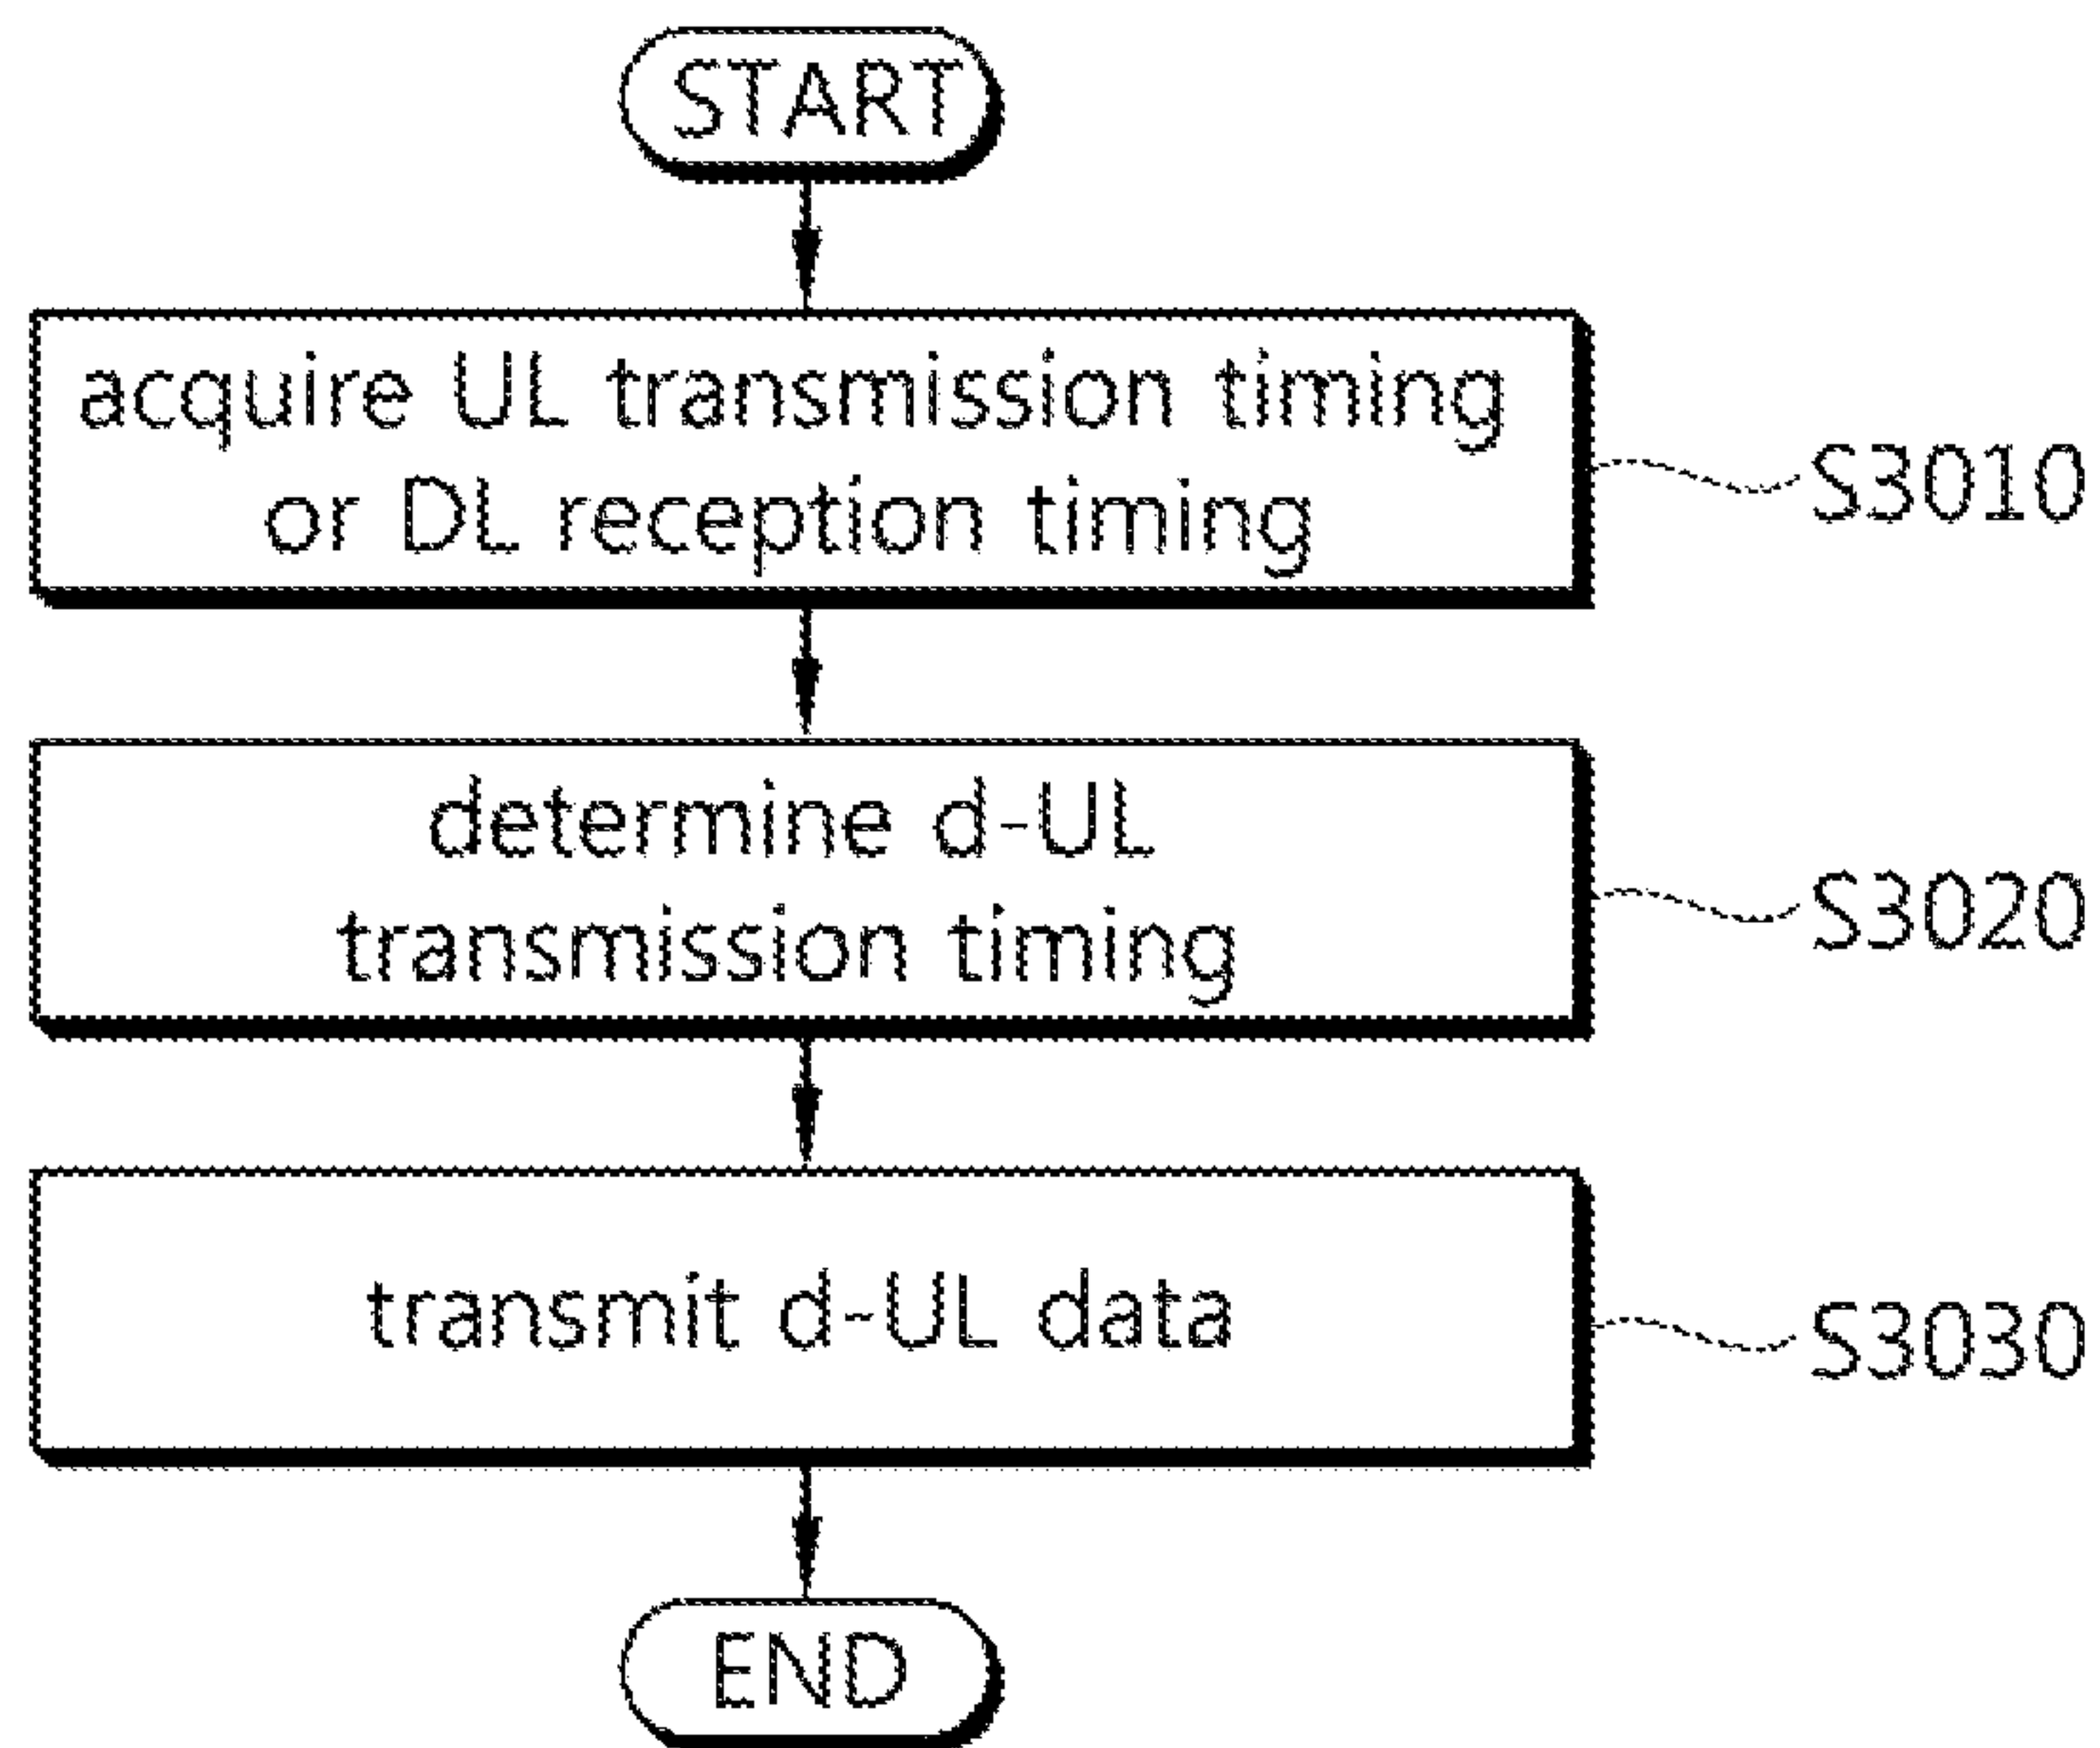 START
acquire UL transmission timing
or DL reception timing
S3010
determine d-UL
transmission timing
S3020
transmit d-UL data
S3030
END